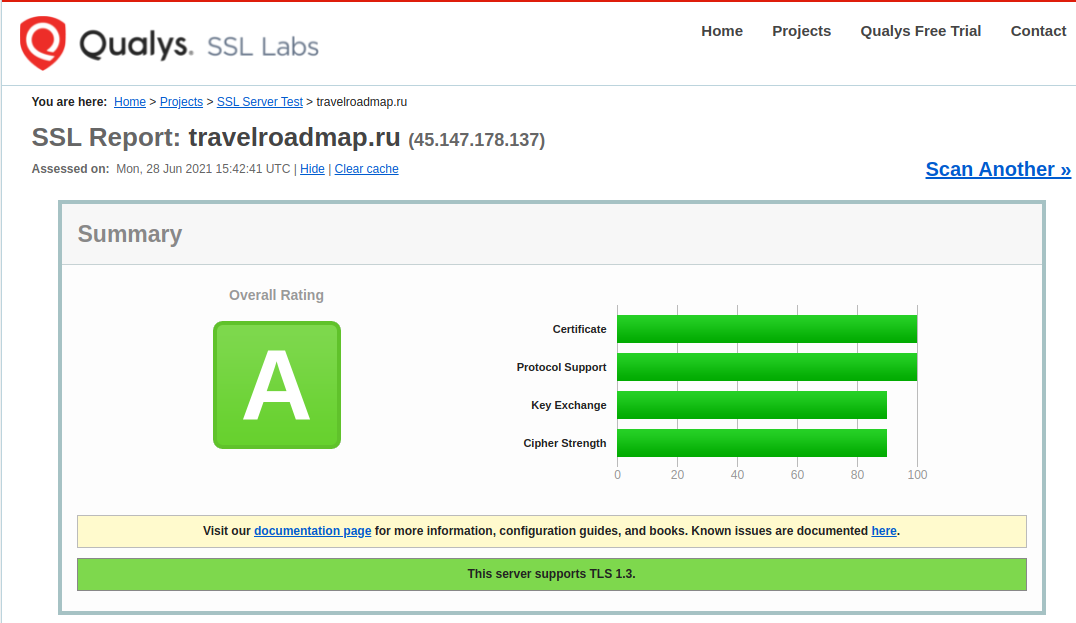 Qualys. SSL Labs
Home Projects Qualys Free Trial Contact
You are here: Home > Projects > SSL Server Test > travelroadmap.ru
SSL Report: travelroadmap.ru (45.147.178.137)
Assessed on: Mon, 28 Jun 2021 15:42:41 UTC | Hide | Clear cache
Scan Another »
Summary
Overall Rating
A
Certificate
Protocol Support
Key Exchange
Cipher Strength
0 20 40 60 80 100
Visit our documentation page for more information, configuration guides, and books. Known issues are documented here.
This server supports TLS 1.3.